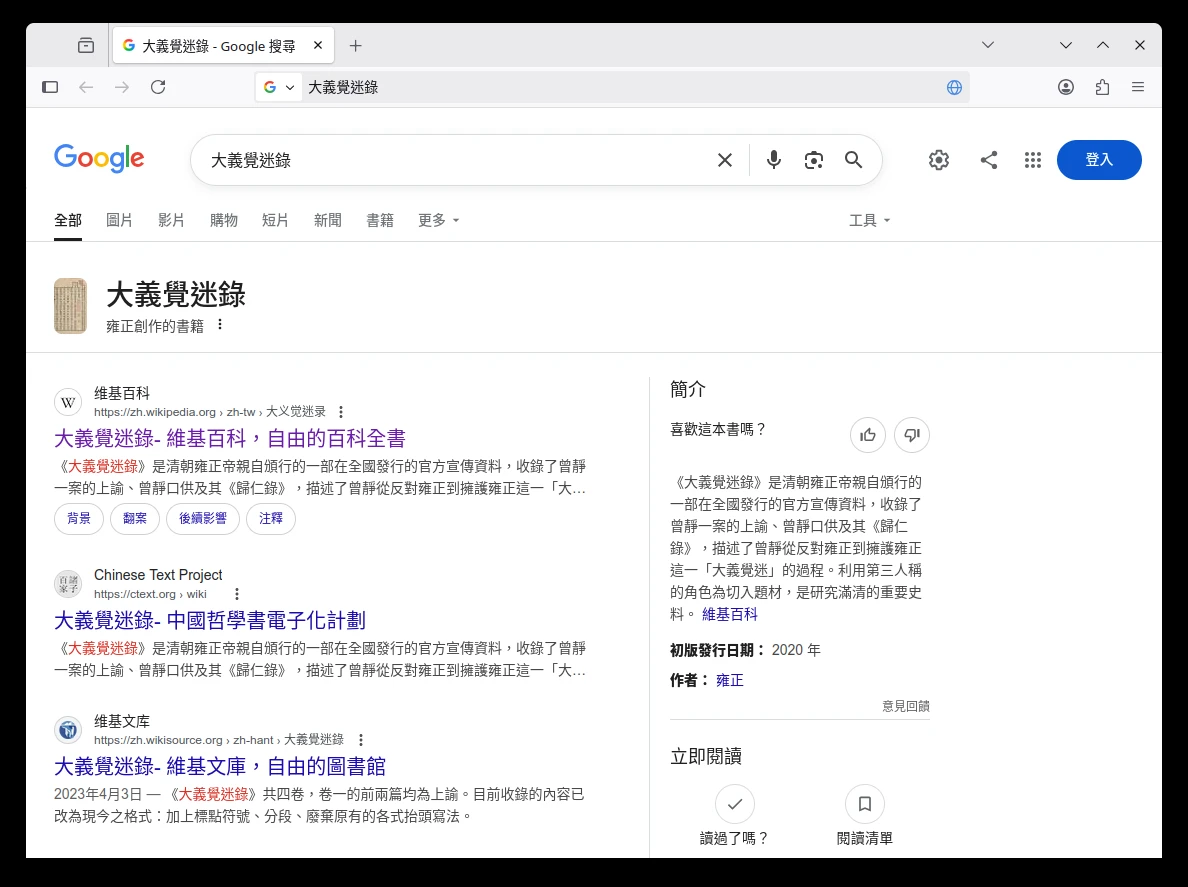 大義覺迷錄 - Google 搜尋
大義覺迷錄
Google
大義覺迷錄
登入
全部 圖片 影片 購物 短片 新聞 書籍 更多 工具
大義覺迷錄
雍正創作的書籍
W
维基百科
https://zh.wikipedia.org › zh-tw › 大义觉迷录
大義覺迷錄- 維基百科，自由的百科全書
《大義覺迷錄》是清朝雍正帝親自頒行的一部在全國發行的官方宣傳資料，收錄了曾靜
一案的上諭、曾靜口供及其《歸仁錄》，描述了曾靜從反對雍正到擁護雍正這一「大…
背景 翻案 後續影響 注釋
諸子百家
Chinese Text Project
https://ctext.org › wiki
大義覺迷錄- 中國哲學書電子化計劃
《大義覺迷錄》是清朝雍正帝親自頒行的一部在全國發行的官方宣傳資料，收錄了曾靜
一案的上諭、曾靜口供及其《歸仁錄》，描述了曾靜從反對雍正到擁護雍正這一「大…
维基文库
https://zh.wikisource.org › zh-hant › 大義覺迷錄
大義覺迷錄- 維基文庫，自由的圖書館
2023年4月3日 — 《大義覺迷錄》共四卷，卷一的前兩篇均為上諭。目前收錄的內容已
改為現今之格式：加上標點符號、分段、廢棄原有的各式抬頭寫法。
簡介
喜歡這本書嗎？
《大義覺迷錄》是清朝雍正帝親自頒行的
一部在全國發行的官方宣傳資料，收錄了
曾靜一案的上諭、曾靜口供及其《歸仁
錄》，描述了曾靜從反對雍正到擁護雍正
這一「大義覺迷」的過程。利用第三人稱
的角色為切入題材，是研究滿清的重要史
料。 維基百科
初版發行日期： 2020 年
作者： 雍正
意見回饋
立即閱讀
讀過了嗎？ 閱讀清單